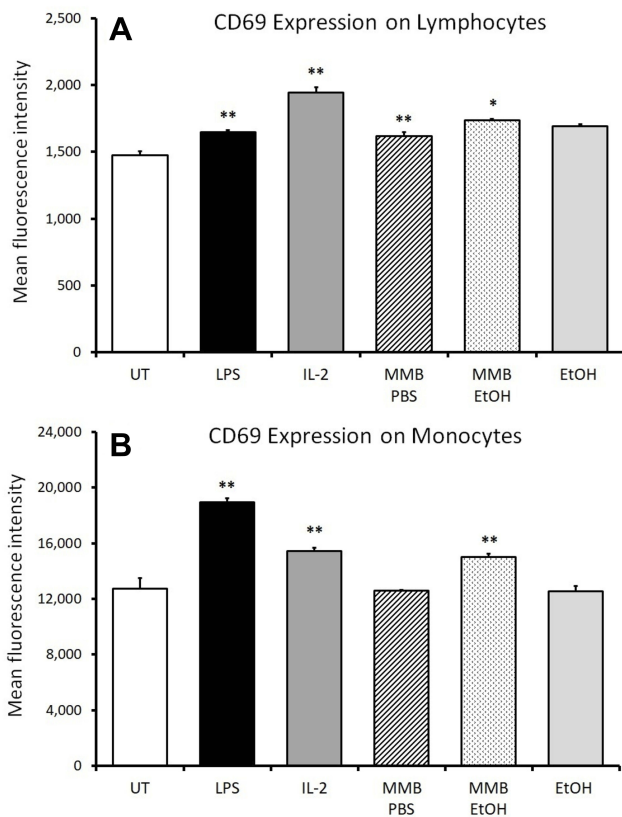 A
CD69 Expression on Lymphocytes
Mean fluorescence intensity
2,500
2,000
1,500
1,000
500
0
**
**
**
*
UT
LPS
IL-2
MMB
PBS
MMB
EtOH
EtOH
B
CD69 Expression on Monocytes
Mean fluorescence intensity
24,000
20,000
16,000
12,000
8,000
4,000
0
**
**
**
UT
LPS
IL-2
MMB
PBS
MMB
EtOH
EtOH